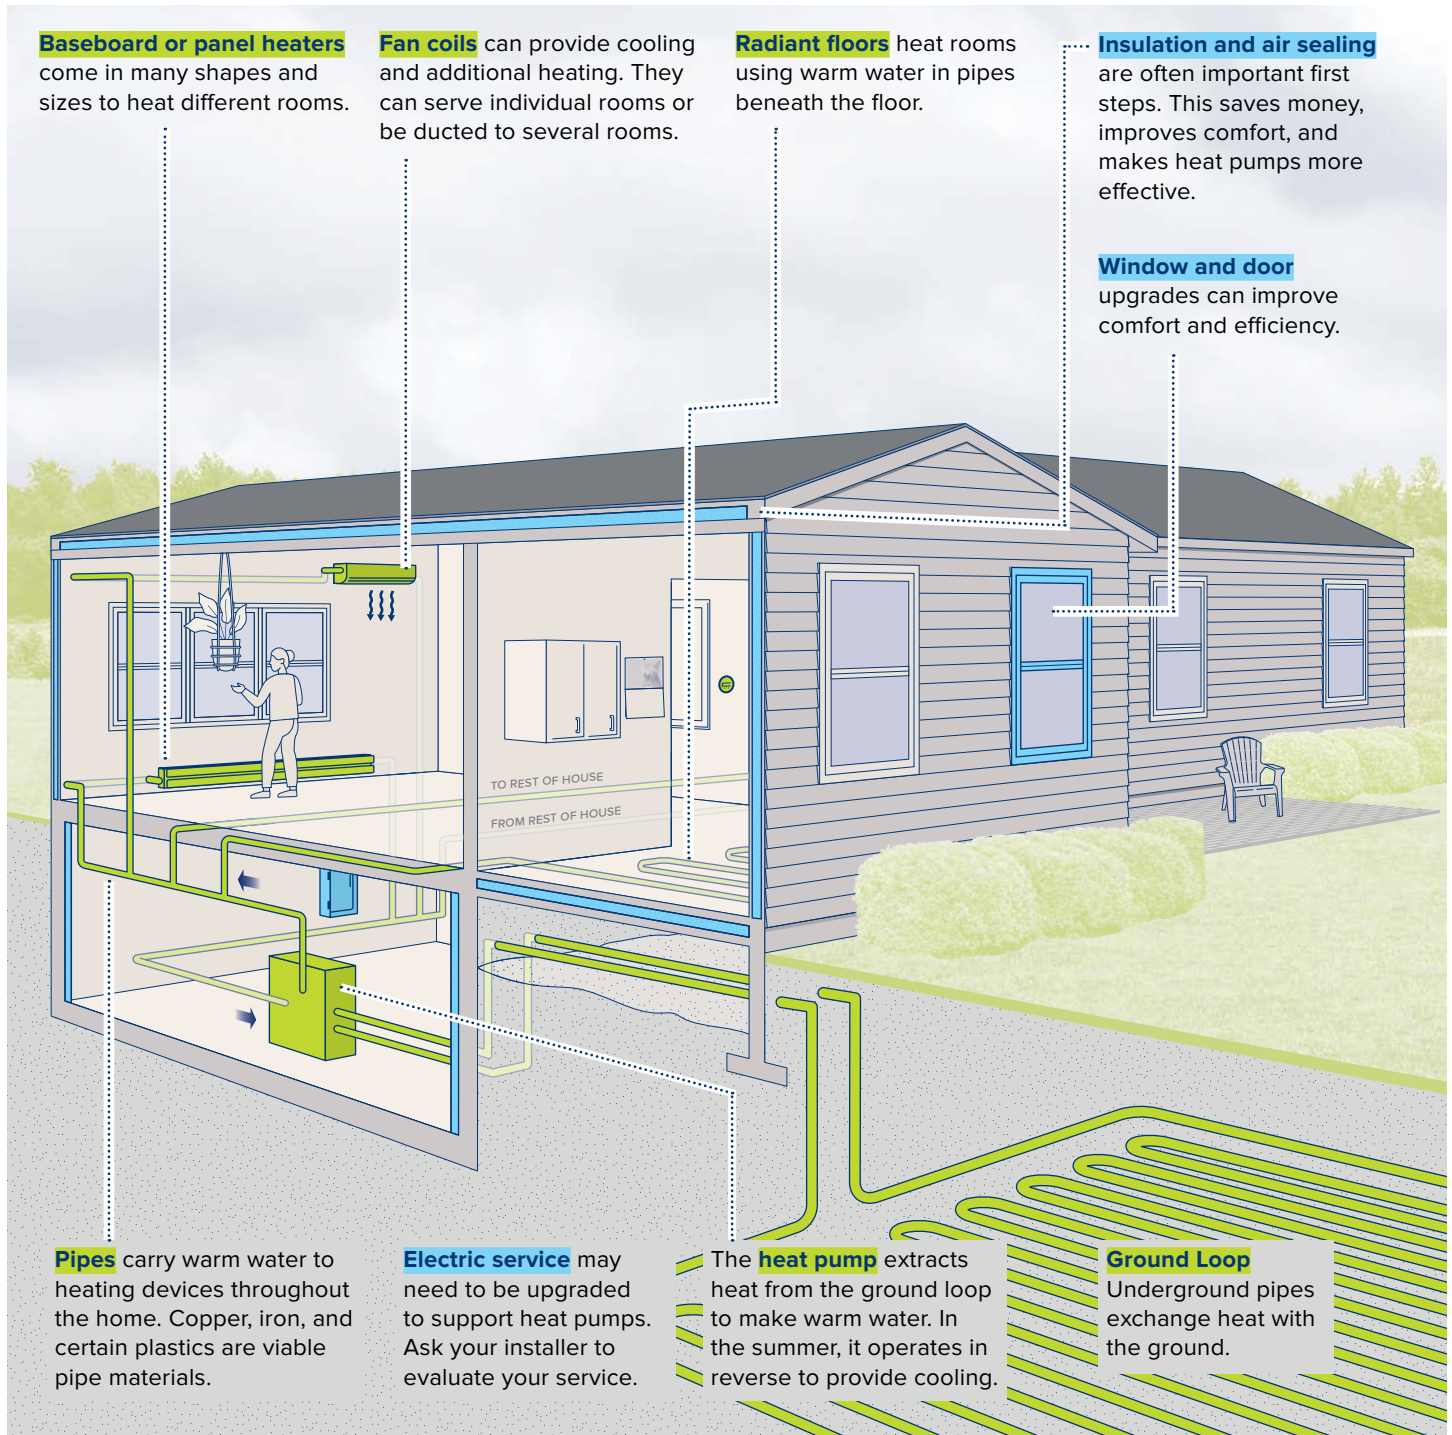 Baseboard or panel heaters
come in many shapes and
sizes to heat different rooms.
Fan coils can provide cooling
and additional heating. They
can serve individual rooms or
be ducted to several rooms.
Radiant floors heat rooms
using warm water in pipes
beneath the floor.
Insulation and air sealing
are often important first
steps. This saves money,
improves comfort, and
makes heat pumps more
effective.
Window and door
upgrades can improve
comfort and efficiency.
TO REST OF HOUSE
FROM REST OF HOUSE
Pipes carry warm water to
heating devices throughout
the home. Copper, iron, and
certain plastics are viable
pipe materials.
Electric service may
need to be upgraded
to support heat pumps.
Ask your installer to
evaluate your service.
The heat pump extracts
heat from the ground loop
to make warm water. In
the summer, it operates in
reverse to provide cooling.
Ground Loop
Underground pipes
exchange heat with
the ground.